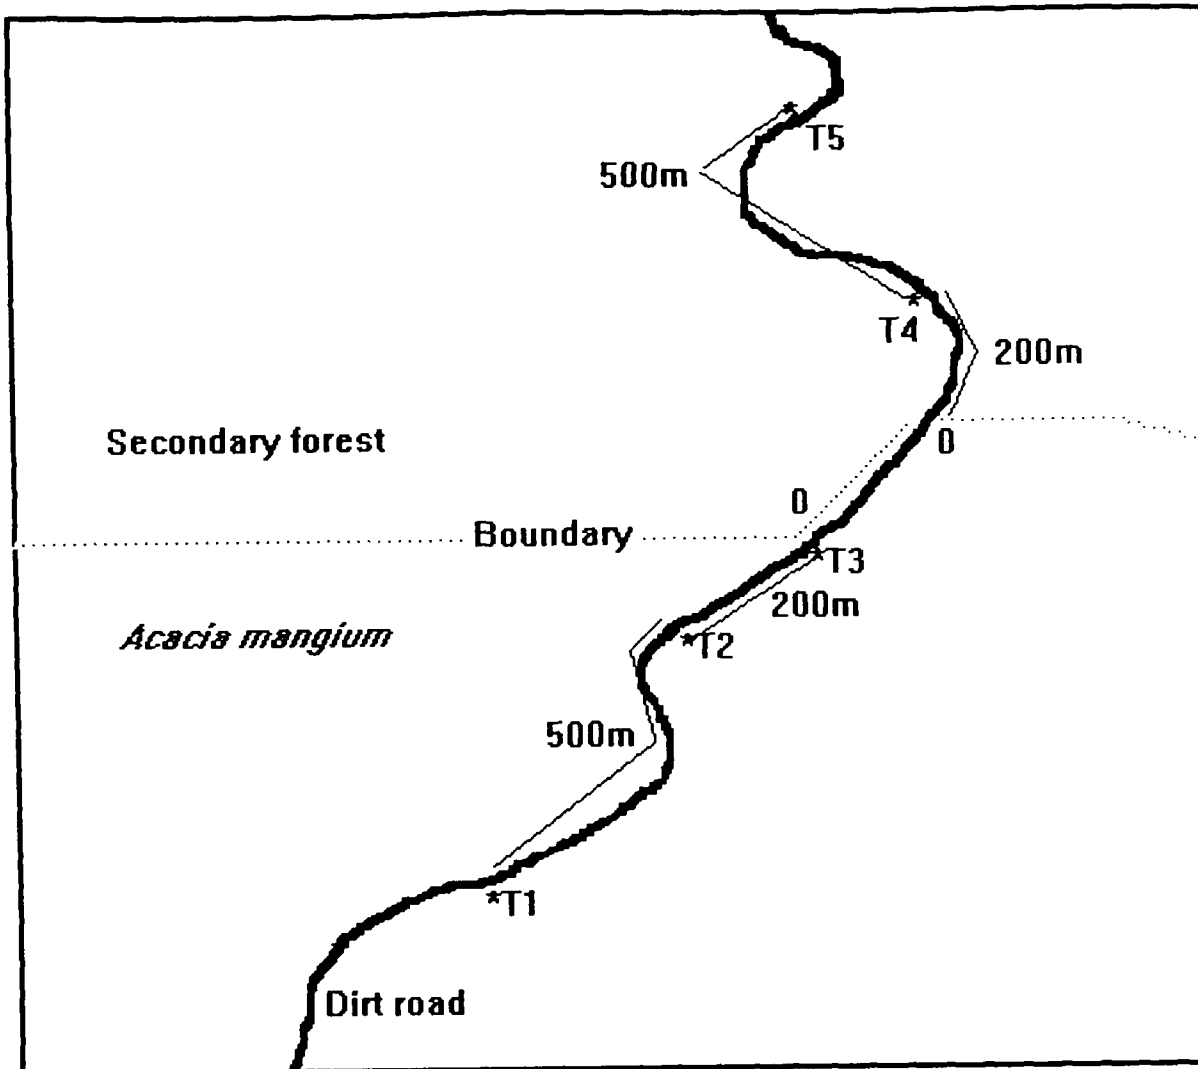 *T5
500m
T4
*
200m
Secondary forest
0
0
Boundary
*T3
200m
Acacia mangium
*T2
500m
*T1
Dirt road